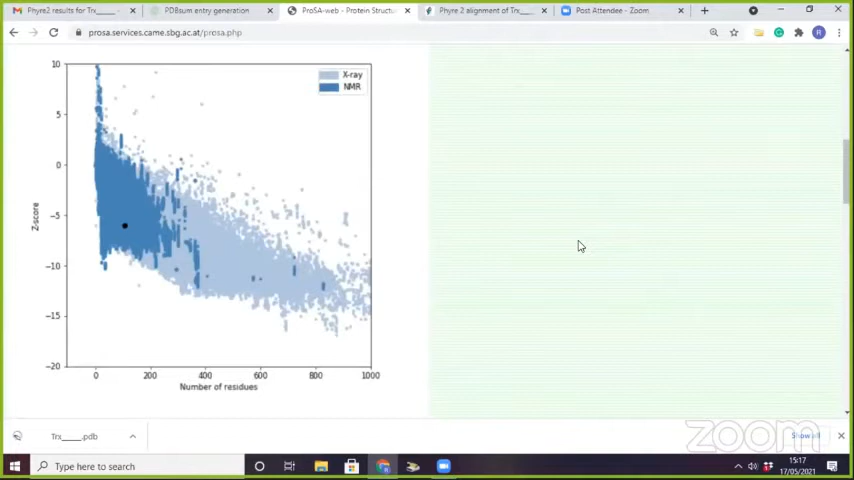 Phyre2 results for Trx_____-
PDBsum entry generation
ProSA-web - Protein Structu
Phyre 2 alignment of Trx____
Post Attendee - Zoom
prosa.services.came.sbg.ac.at/prosa.php
R
10
5
0
−5
−10
−15
−20
Z-score
X-ray
NMR
0
200
400
600
800
1000
Number of residues
zoom
Trx_____.pdb
Show all
Type here to search
15:17
17/05/2021